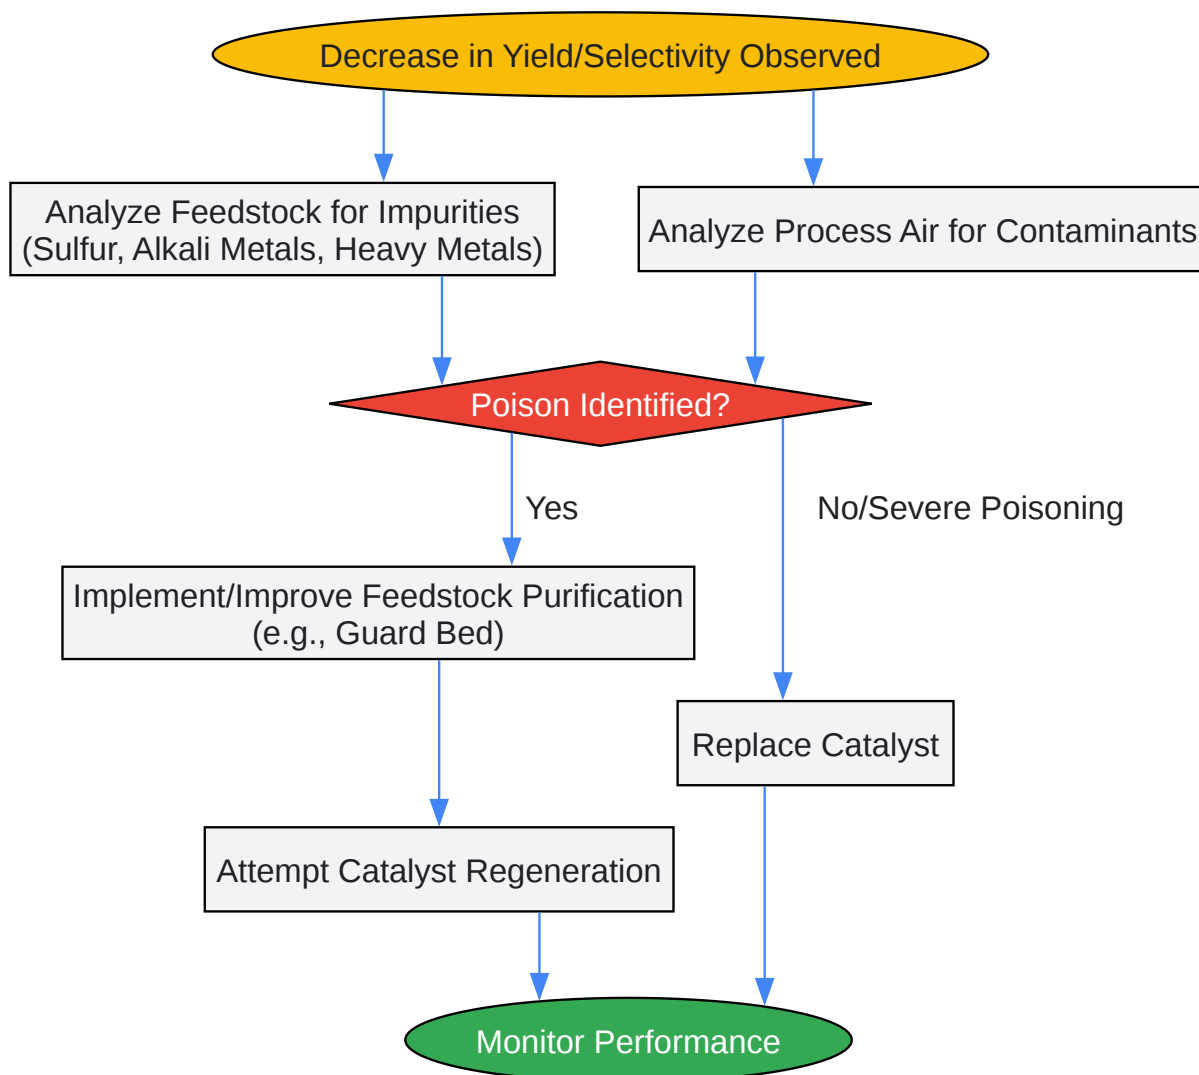 Decrease in Yield/Selectivity Observed
Analyze Feedstock for Impurities
(Sulfur, Alkali Metals, Heavy Metals)
Analyze Process Air for Contaminants
Poison Identified?
Yes
No/Severe Poisoning
Implement/Improve Feedstock Purification
(e.g., Guard Bed)
Replace Catalyst
Attempt Catalyst Regeneration
Monitor Performance